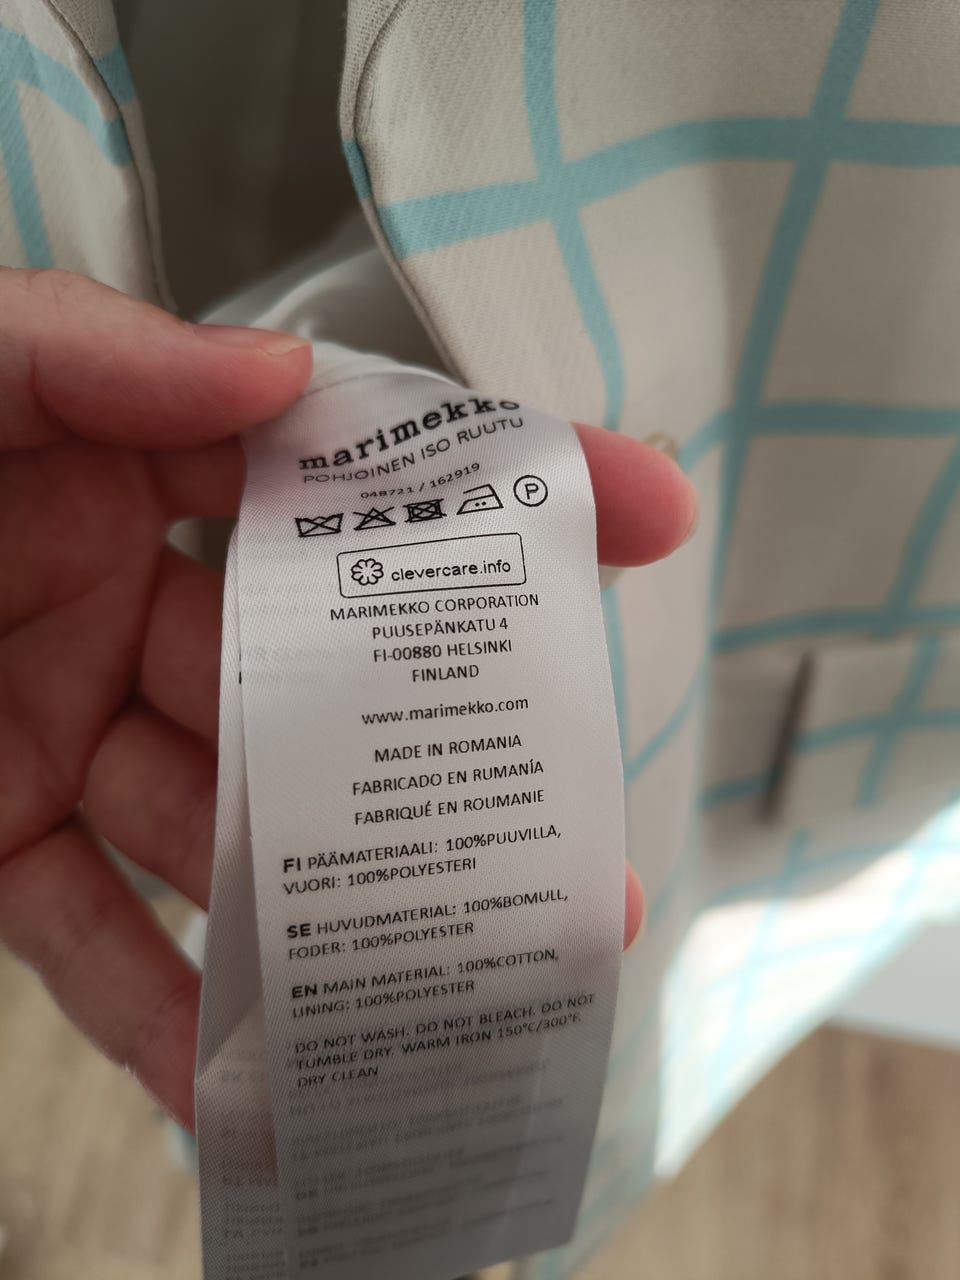 marimekko
POHJOINEN ISO RUUTU
048721 / 162919
P
clevercare.info
MARIMEKKO CORPORATION
PUUSEPÄNKATU 4
FI-00880 HELSINKI
FINLAND
www.marimekko.com
MADE IN ROMANIA
FABRICADO EN RUMANÍA
FABRIQUÉ EN ROUMANIE
FI PÄÄMATERIAALI: 100%PUUVILLA,
VUORI: 100%POLYESTERI
SE HUVUDMATERIAL: 100%BOMULL,
FODER: 100%POLYESTER
EN MAIN MATERIAL: 100%COTTON,
LINING: 100%POLYESTER
DO NOT WASH. DO NOT BLEACH. DO NOT
TUMBLE DRY. WARM IRON 150°C/300°F.
DRY CLEAN